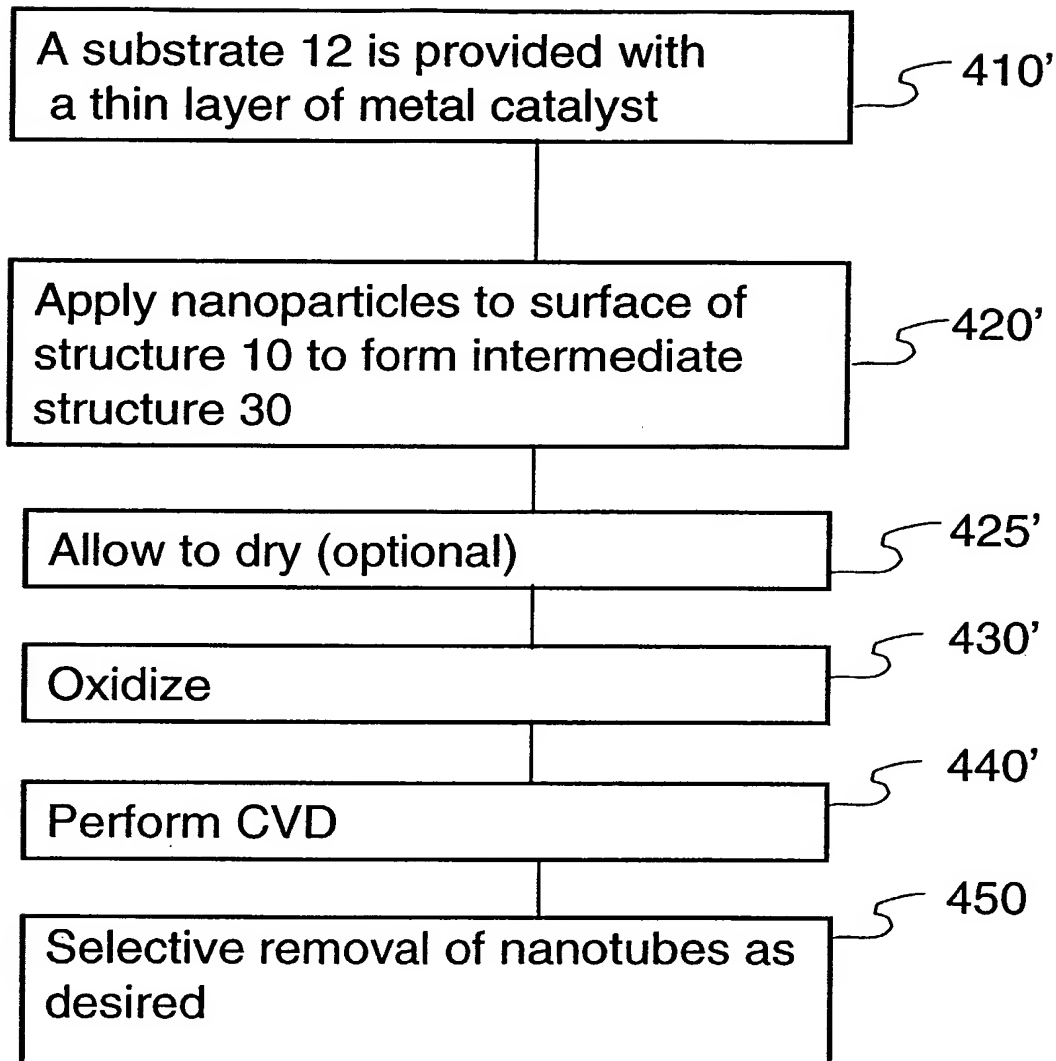 A substrate 12 is provided with
a thin layer of metal catalyst
410’
Apply nanoparticles to surface of
structure 10 to form intermediate
structure 30
420’
Allow to dry (optional)
425’
Oxidize
430’
Perform CVD
440’
Selective removal of nanotubes as
desired
450